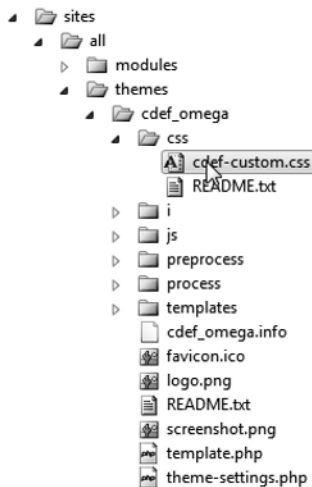 sites
all
modules
themes
cdef_omega
css
cdef-custom.css
README.txt
i
js
preprocess
process
templates
cdef_omega.info
favicon.ico
logo.png
README.txt
screenshot.png
template.php
theme-settings.php